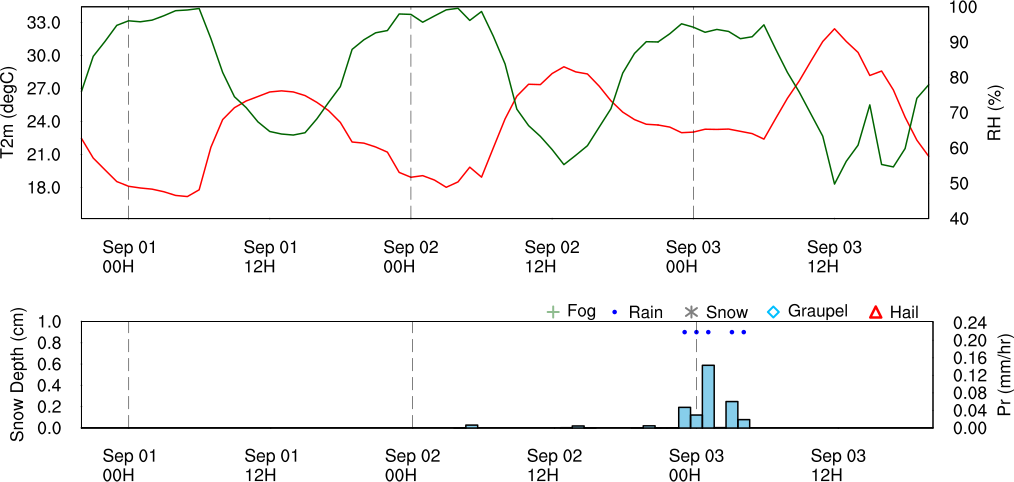 T2m (degC)
33.0
30.0
27.0
24.0
21.0
18.0
100
90
80
70
60
50
40
RH (%)
Sep 01 Sep 01 Sep 02 Sep 02 Sep 03 Sep 03
00H 12H 00H 12H 00H 12H
Fog Rain Snow Graupel Hail
Snow Depth (cm)
1.0
0.8
0.6
0.4
0.2
0.0
0.24
0.20
0.16
0.12
0.08
0.04
0.00
Pr (mm/hr)
Sep 01 Sep 01 Sep 02 Sep 02 Sep 03 Sep 03
00H 12H 00H 12H 00H 12H